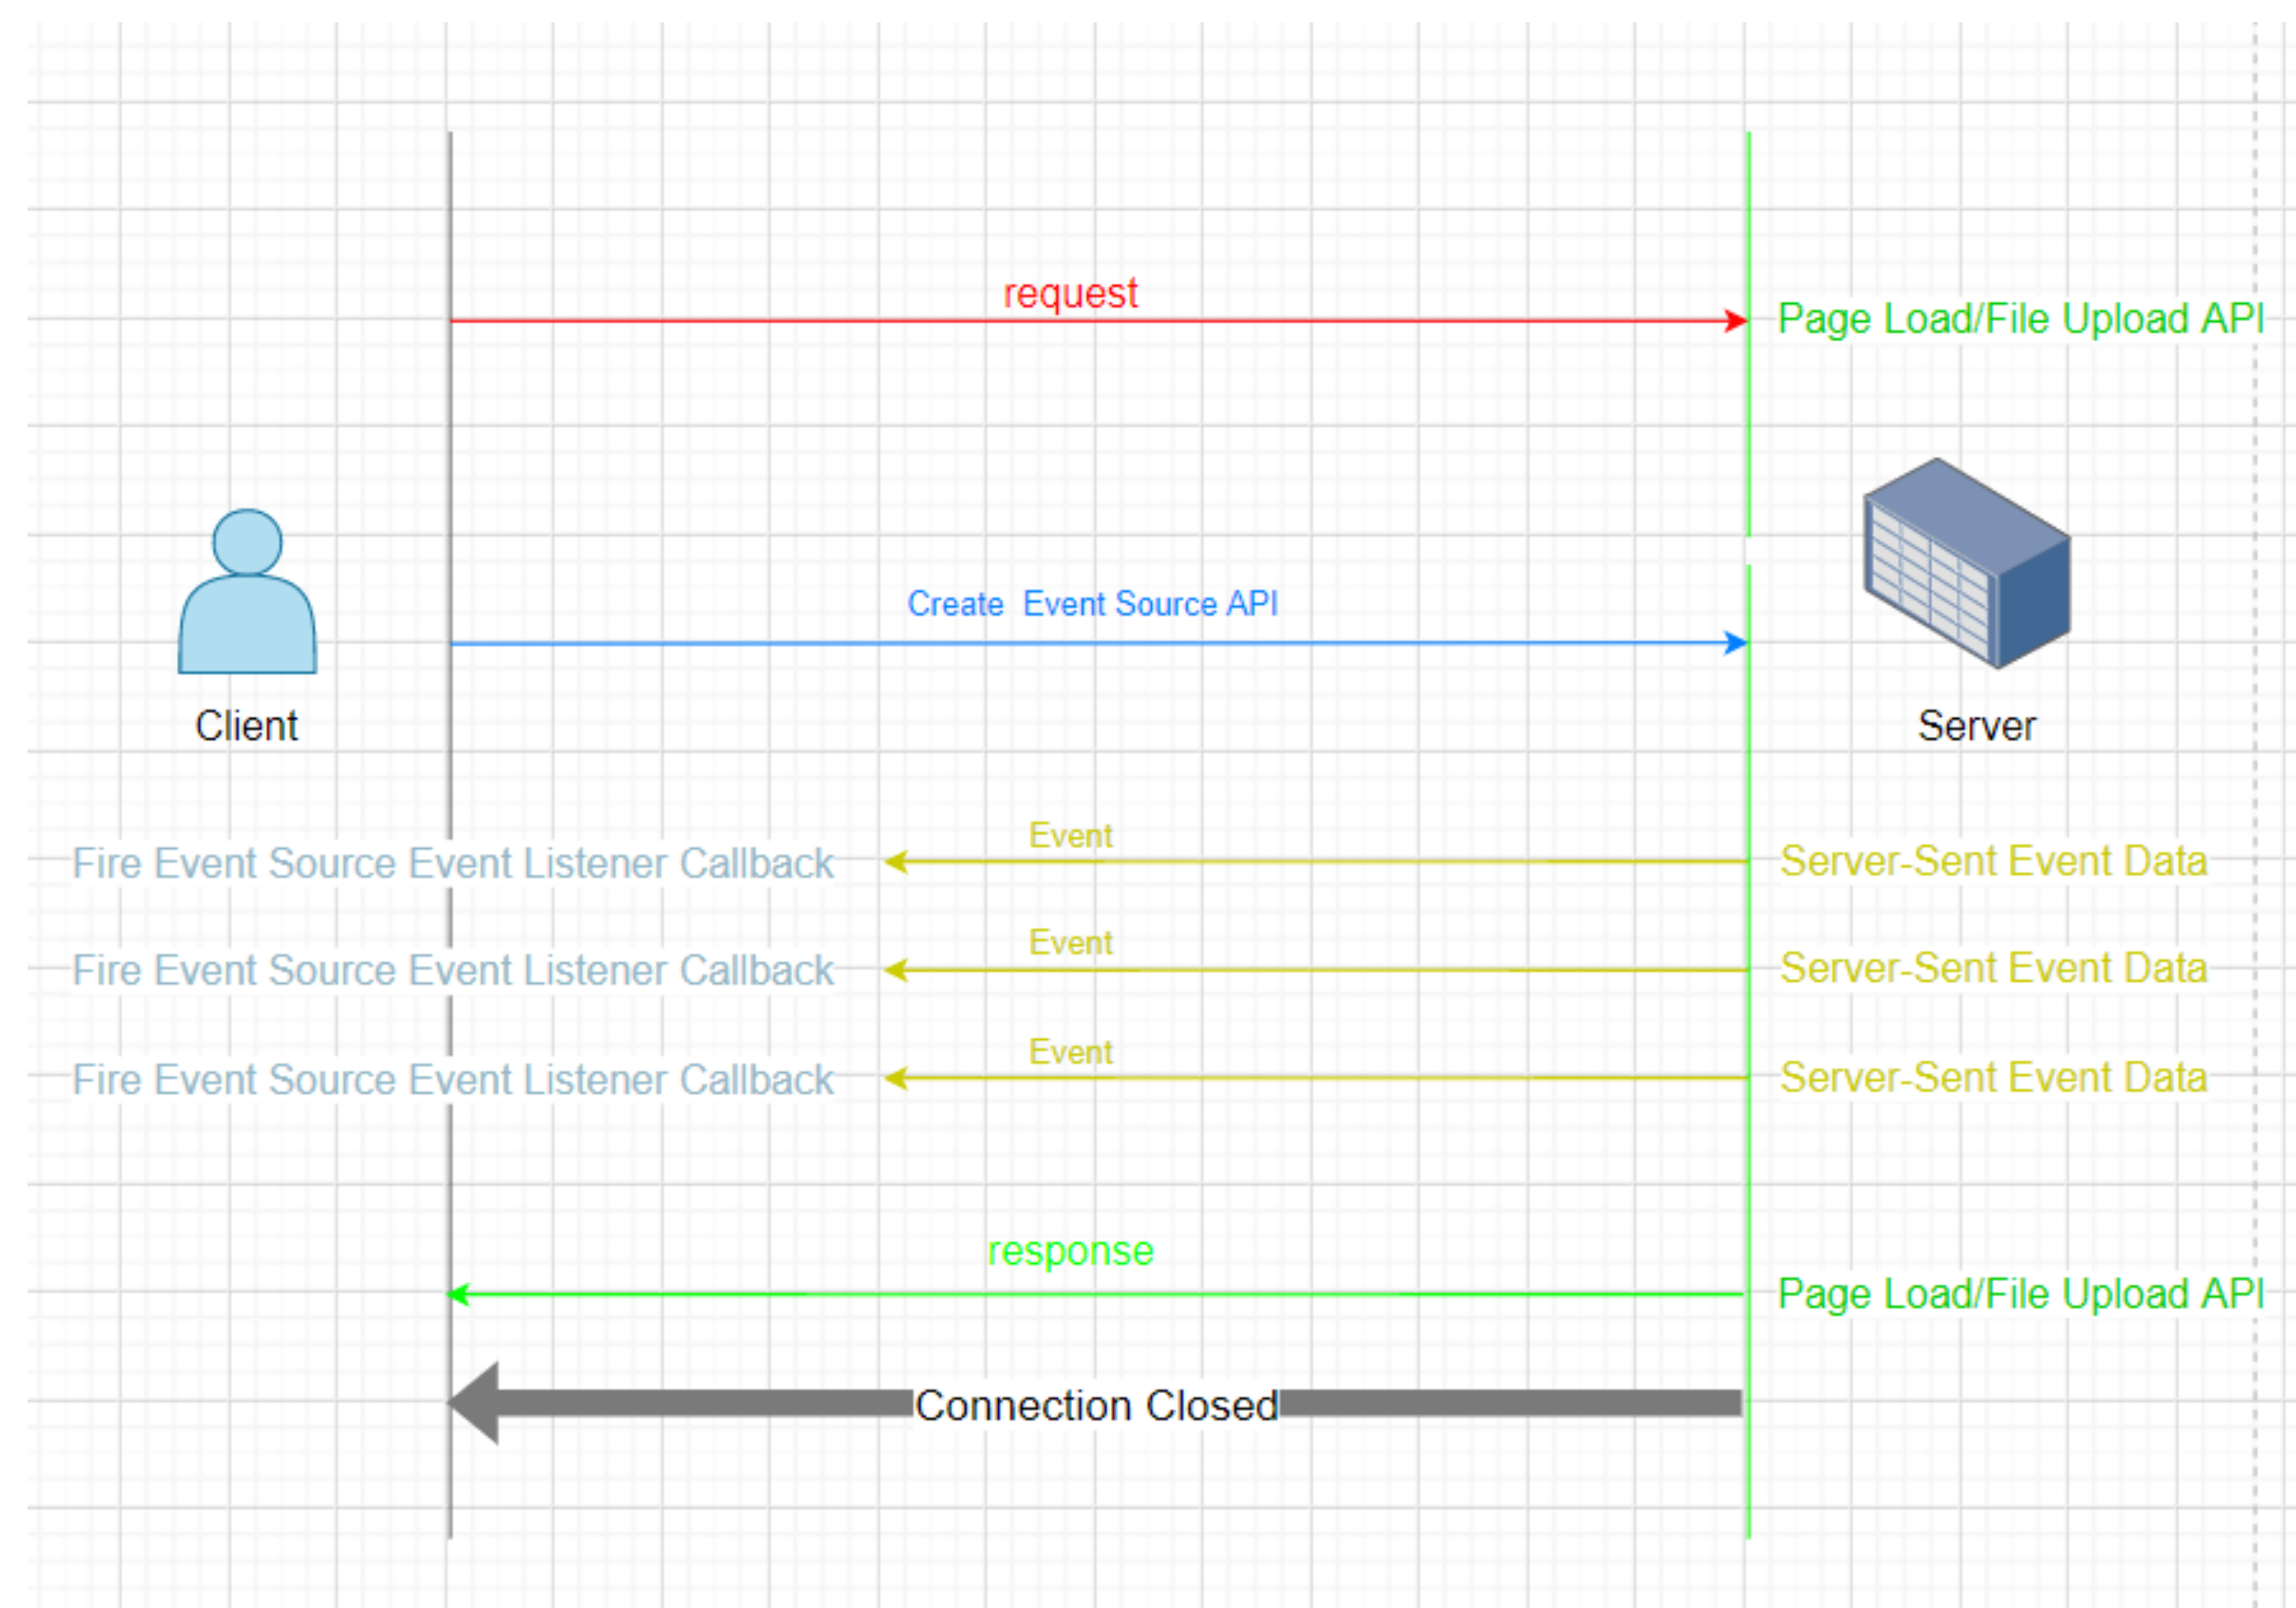 request
Page Load/File Upload API
Create  Event Source API
Client
Server
Event
Fire Event Source Event Listener Callback
Server-Sent Event Data
Event
Fire Event Source Event Listener Callback
Server-Sent Event Data
Event
Fire Event Source Event Listener Callback
Server-Sent Event Data
response
Page Load/File Upload API
Connection Closed